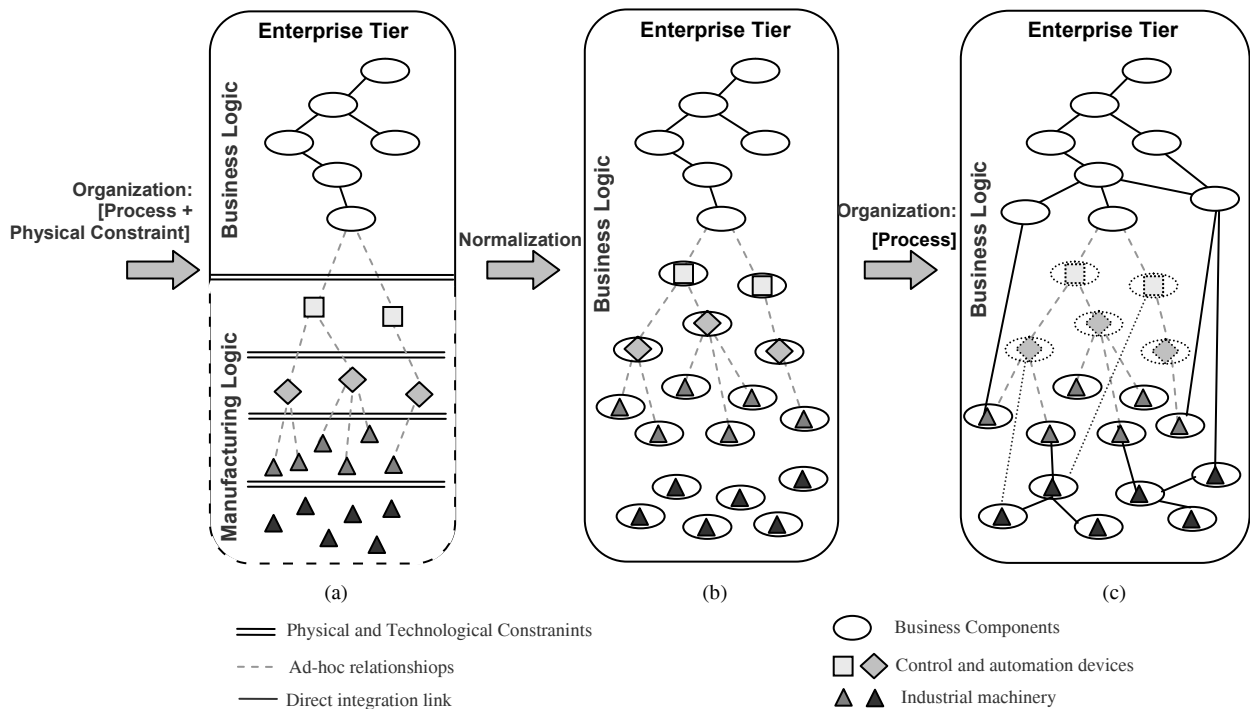 Enterprise Tier
Enterprise Tier
Enterprise Tier
Business Logic
Manufacturing Logic
Business Logic
Business Logic
Organization:
[Process +
Physical Constraint]
Normalization
Organization:
[Process]
(a)
(b)
(c)
Physical and Technological Constranints
Ad-hoc relationshiops
Direct integration link
Business Components
Control and automation devices
Industrial machinery